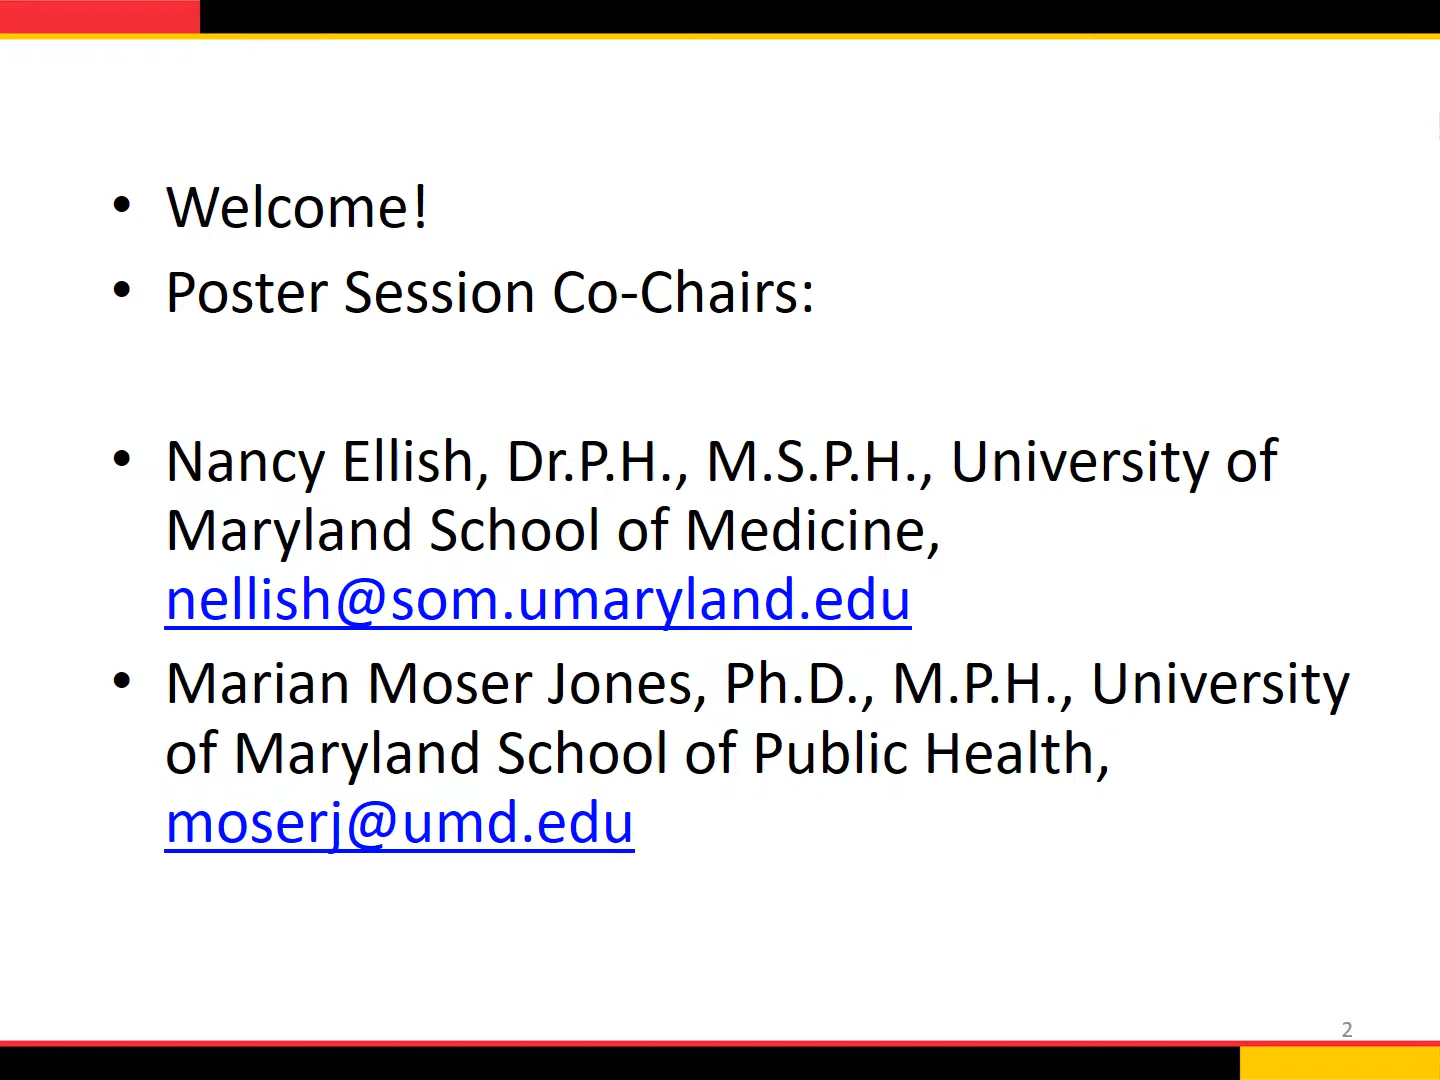 • Welcome!
• Poster Session Co-Chairs:
• Nancy Ellish, Dr.P.H., M.S.P.H., University of
Maryland School of Medicine,
nellish@som.umaryland.edu
• Marian Moser Jones, Ph.D., M.P.H., University
of Maryland School of Public Health,
moserj@umd.edu
2